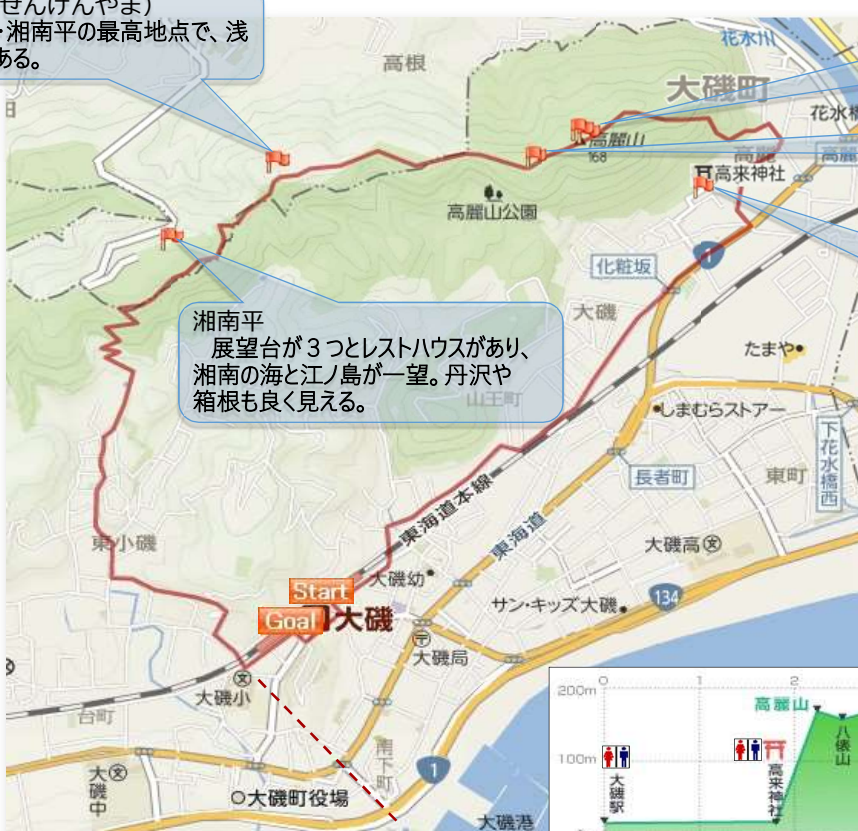 (せんげんやま)
・湘南平の最高地点で、浅
ある。
高根
花水川
大磯町
花水橋
高麗山
168
高麗
高麗
高来神社
高麗山公園
化粧坂
1
大磯
湘南平
展望台が3つとレストハウスがあり、
湘南の海と江ノ島が一望。丹沢や
箱根も良く見える。
山王町
たまや
しまむらストアー
下花水橋西
長者町
東町
東海道本線
東海道
大磯高
文
東小磯
Start
大磯幼
サン・キッズ大磯
134
Goal
大磯
大磯局
文
大磯小
台町
南下町
1
大磯中
文
大磯町役場
大磯港
0
1
2
200m
高麗山
八俵山
100m
大磯駅
高来神社